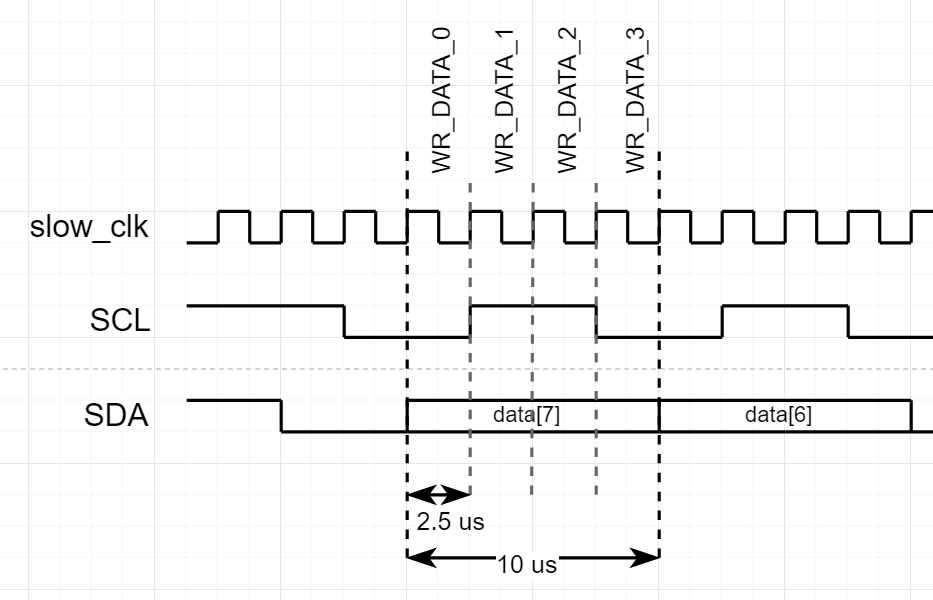 WR_DATA_0
WR_DATA_1
WR_DATA_2
WR_DATA_3
slow_clk
SCL
SDA
data[7]
data[6]
2.5 us
10 us